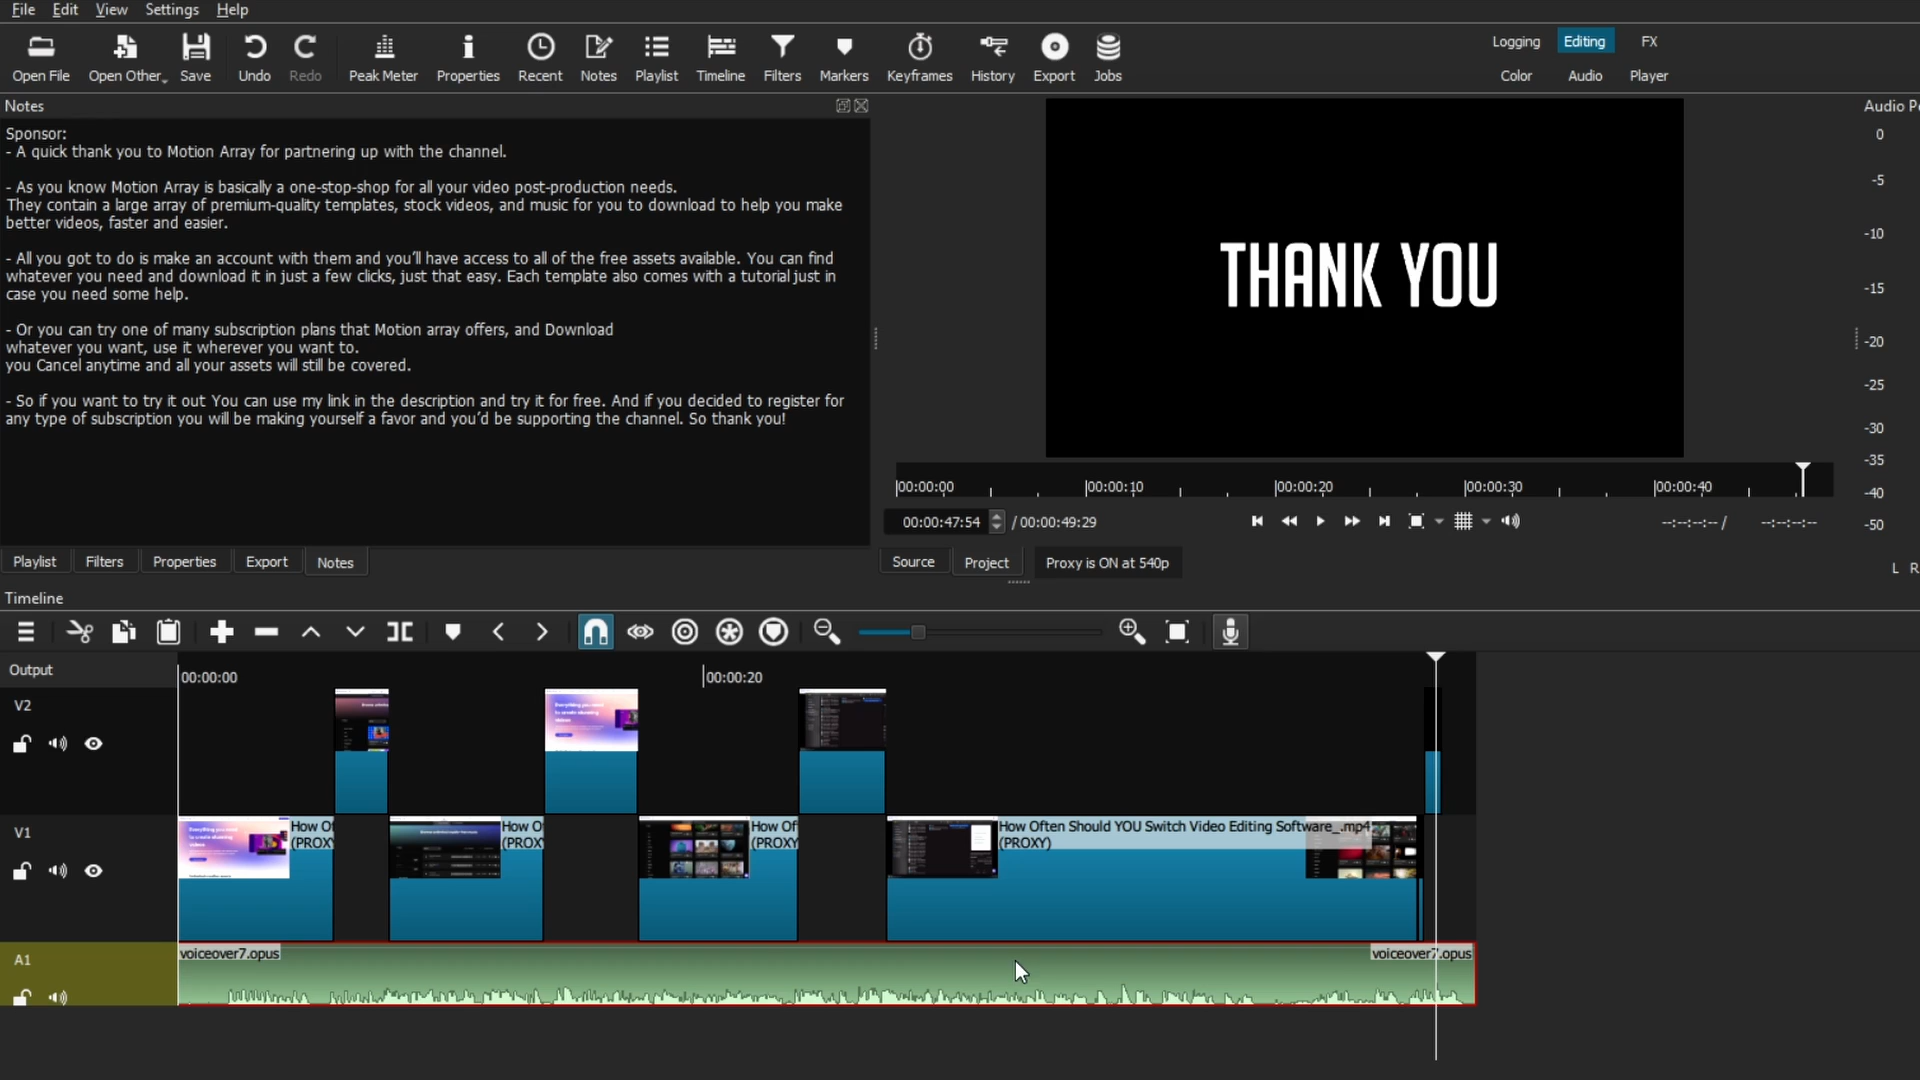 File Edit View Settings Help
Open File Open Other Save Undo Redo Peak Meter Properties Recent Notes Playlist Timeline Filters Markers Keyframes History Export Jobs
Logging Editing FX
Color Audio Player
Notes
Sponsor:
- A quick thank you to Motion Array for partnering up with the channel.
- As you know Motion Array is basically a one-stop-shop for all your video post-production needs.
They contain a large array of premium-quality templates, stock videos, and music for you to download to help you make
better videos, faster and easier.
- All you got to do is make an account with them and you'll have access to all of the free assets available. You can find
whatever you need and download it in just a few clicks, just that easy. Each template also comes with a tutorial just in
case you need some help.
- Or you can try one of many subscription plans that Motion array offers, and Download
whatever you want, use it wherever you want to.
you Cancel anytime and all your assets will still be covered.
- So if you want to try it out You can use my link in the description and try it for free. And if you decided to register for
any type of subscription you will be making yourself a favor and you'd be supporting the channel. So thank you!
Playlist Filters Properties Export Notes
THANK YOU
00:00:00 00:00:10 00:00:20 00:00:30 00:00:40
00:00:47:54 / 00:00:49:29
--:--:--:-- / --:--:--:--
Source Project Proxy is ON at 540p
Audio P
0
-5
-10
-15
-20
-25
-30
-35
-40
-50
L R
Timeline
Output
00:00:00 00:00:20
V2
V1
How Of How O How Of How Often Should YOU Switch Video Editing Software_.mp4
(PROXY (PROXY (PROXY (PROXY)
A1
voiceover7.opus voiceover7.opus